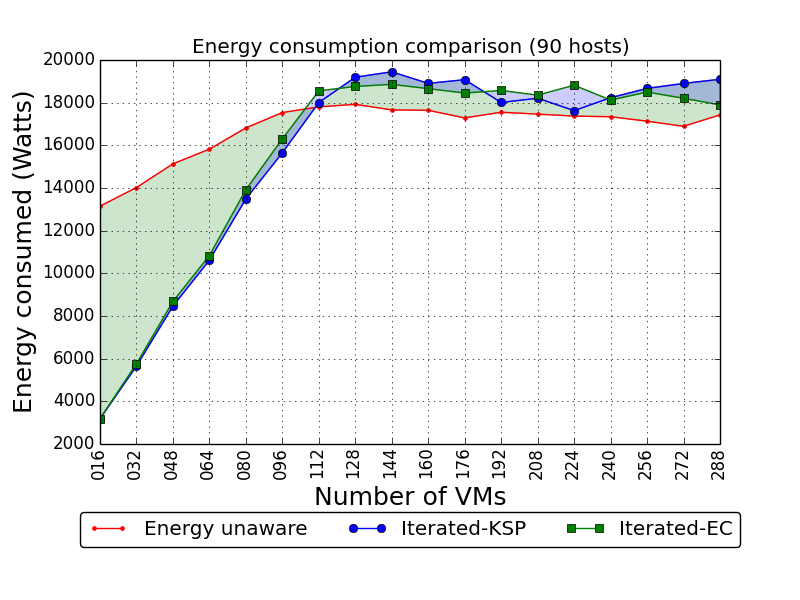 Energy consumption comparison (90 hosts)
Energy consumed (Watts)
20000
18000
16000
14000
12000
10000
8000
6000
4000
2000
016 032 048 064 080 096 112 128 144 160 176 192 208 224 240 256 272 288
Number of VMs
Energy unaware Iterated-KSP Iterated-EC